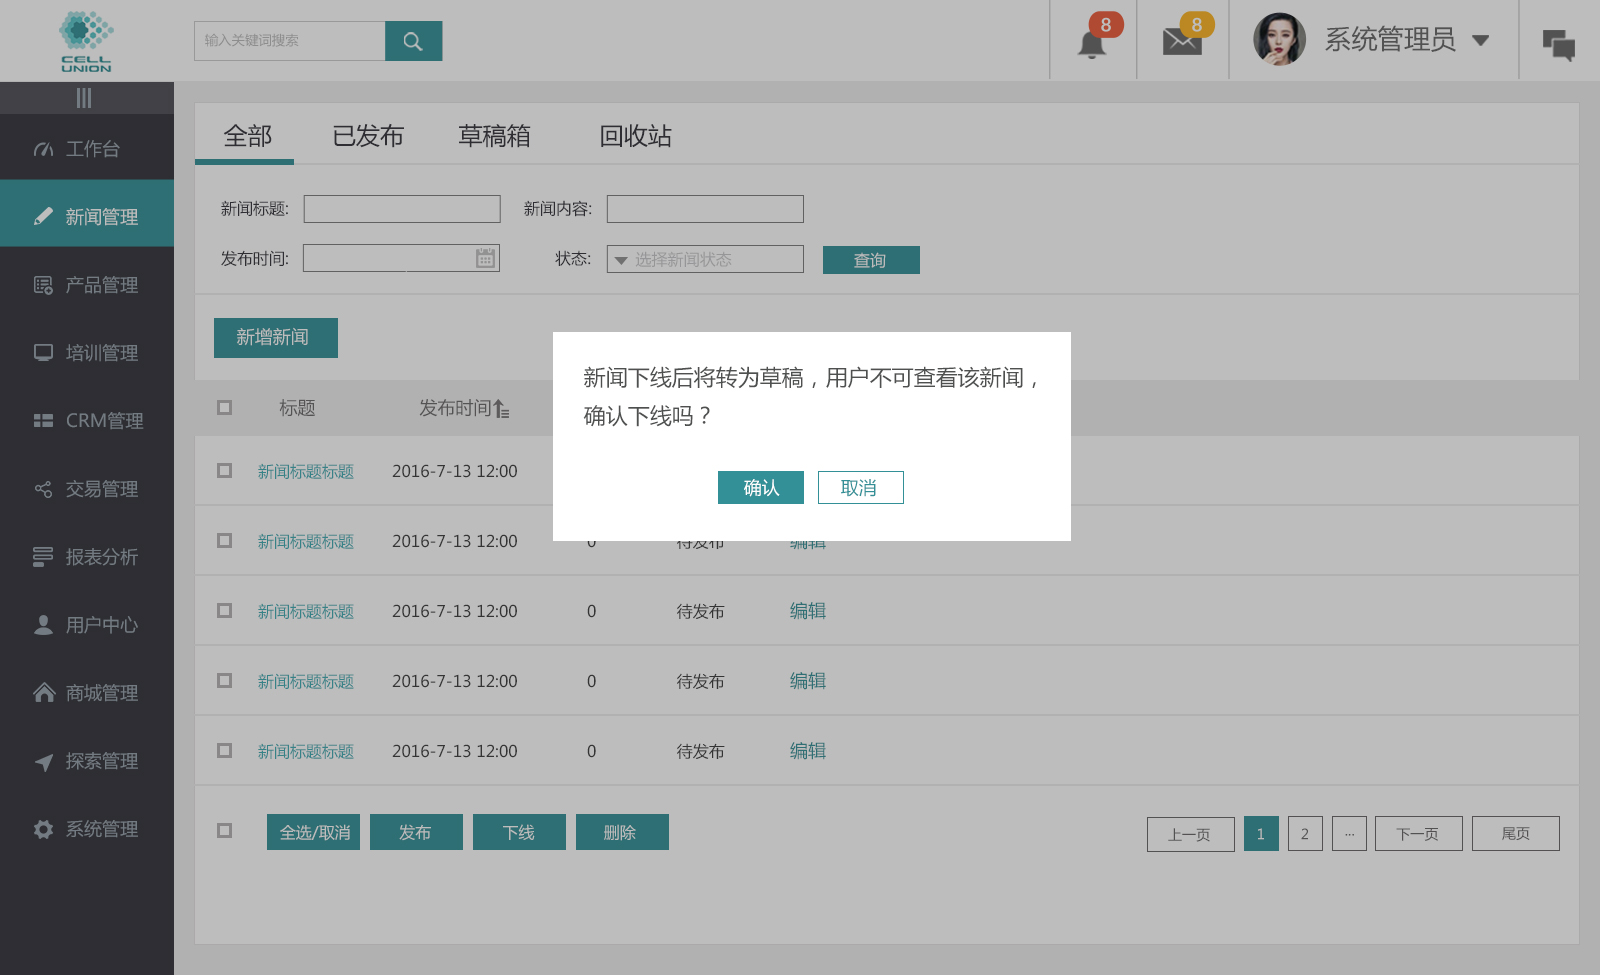 CELL
UNION
输入关键词搜索
8
8
系统管理员
工作台
新闻管理
产品管理
培训管理
CRM管理
交易管理
报表分析
用户中心
商城管理
探索管理
系统管理
全部 已发布 草稿箱 回收站
新闻标题: 新闻内容:
发布时间: 状态: 选择新闻状态 查询
新增新闻
新闻下线后将转为草稿，用户不可查看该新闻，
确认下线吗？
确认 取消
标题 发布时间
新闻标题标题 2016-7-13 12:00
新闻标题标题 2016-7-13 12:00 0 待发布 编辑
新闻标题标题 2016-7-13 12:00 0 待发布 编辑
新闻标题标题 2016-7-13 12:00 0 待发布 编辑
新闻标题标题 2016-7-13 12:00 0 待发布 编辑
全选/取消 发布 下线 删除
上一页 1 2 ... 下一页 尾页